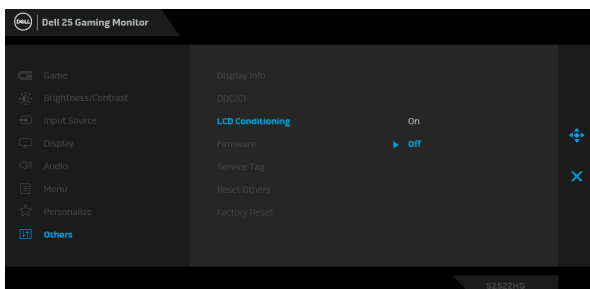 DELL Dell 25 Gaming Monitor
Game
Brightness/Contrast
Input Source
Display
Audio
Menu
Personalize
Others
Display Info
DDC/CI
LCD Conditioning On
Firmware Off
Service Tag
Reset Others
Factory Reset
S2522HG